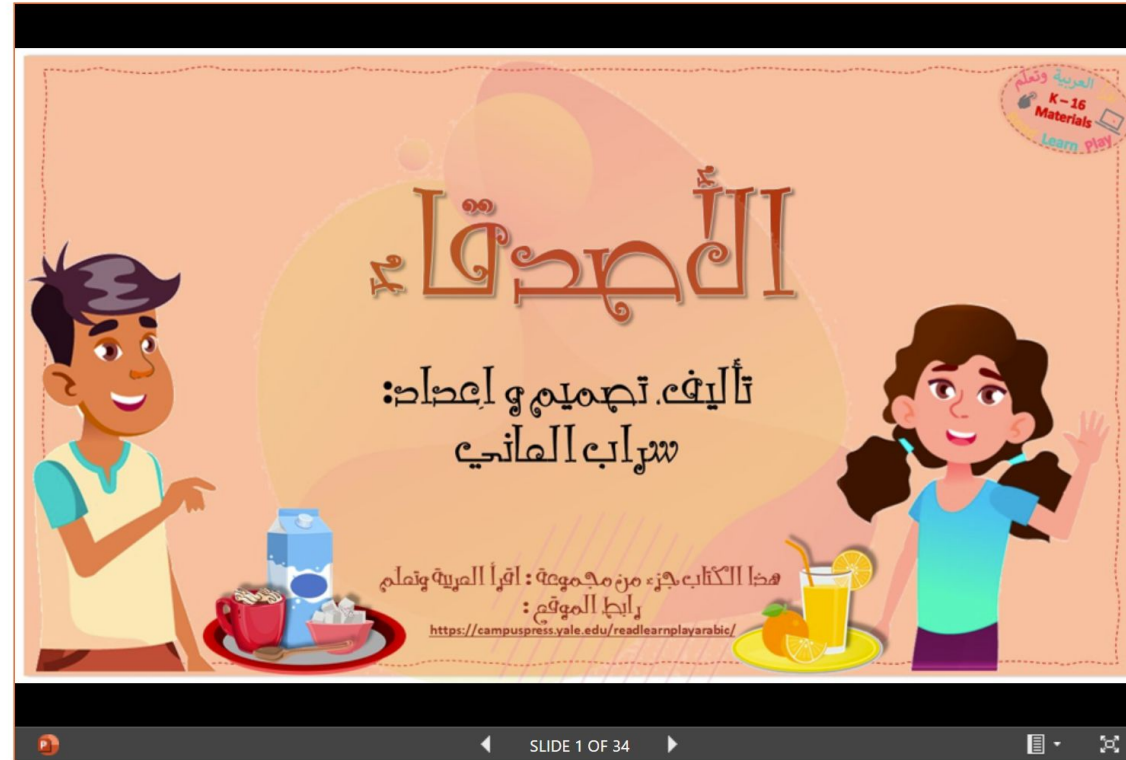 العربية وتعلم
K – 16
Materials
Learn Play
الأصدقاء
تأليف. تصميم و إعداد:
سراب العاني
هذا الكتاب جزء من مجموعة : اقرأ العربية وتعلم
رابط الموقع :
https://campuspress.yale.edu/readlearnplayarabic/
SLIDE 1 OF 34